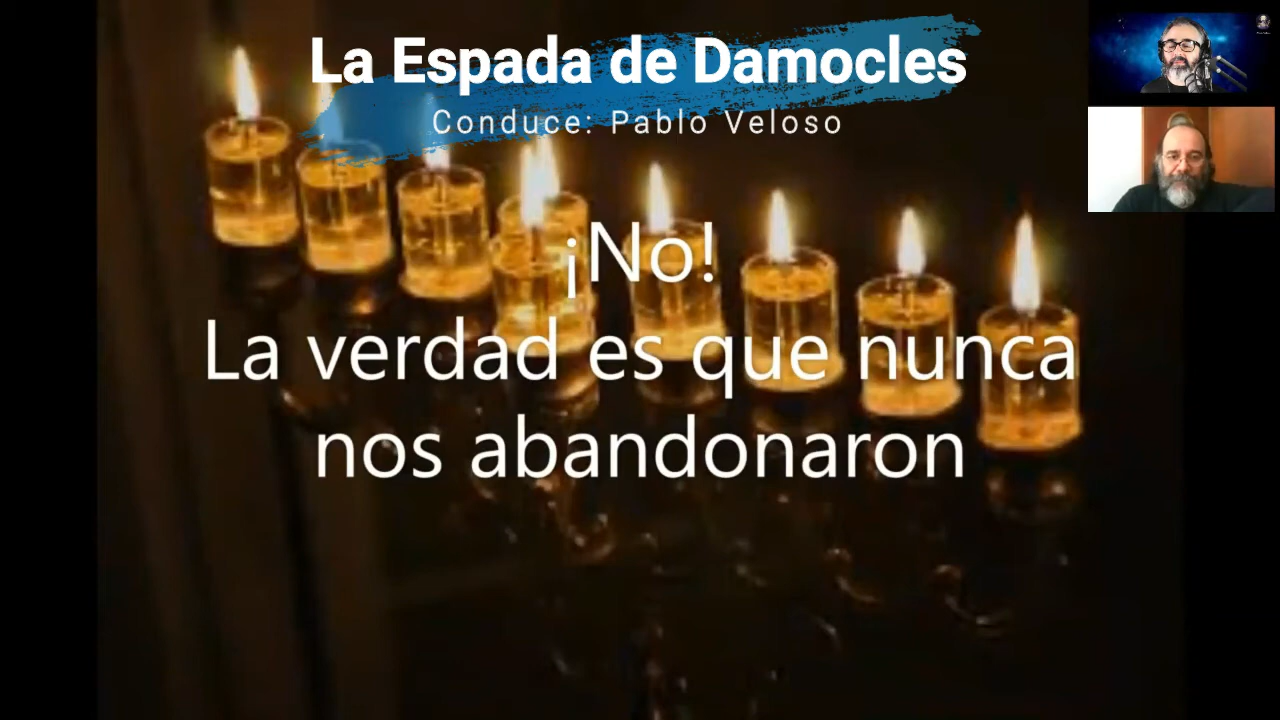 La Espada de Damocles
Conduce: Pablo Veloso
¡No!
La verdad es que nunca
nos abandonaron